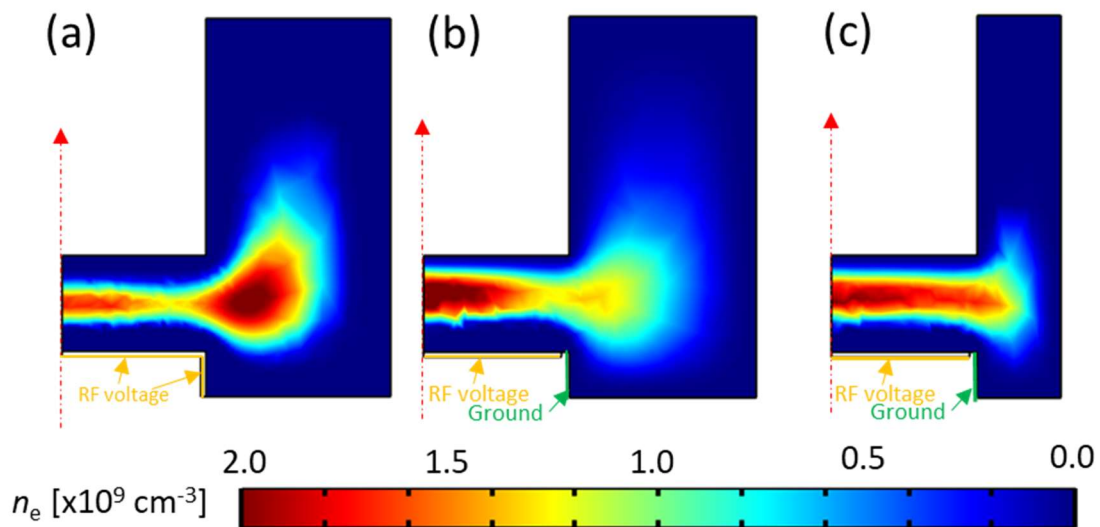 (a) (b) (c)
RF voltage
RF voltage
Ground
RF voltage
Ground
2.0 1.5 1.0 0.5 0.0
nₑ [x10⁹ cm⁻³]